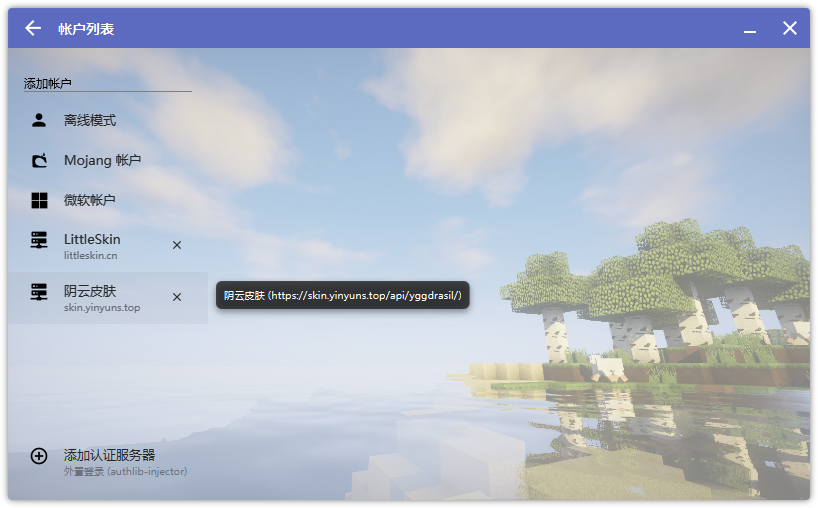 帐户列表
添加帐户
离线模式
Mojang 帐户
微软帐户
LittleSkin
littleskin.cn
阴云皮肤
skin.yinyuns.top
阴云皮肤 (https://skin.yinyuns.top/api/yggdrasil/)
添加认证服务器
外置登录 (authlib-injector)